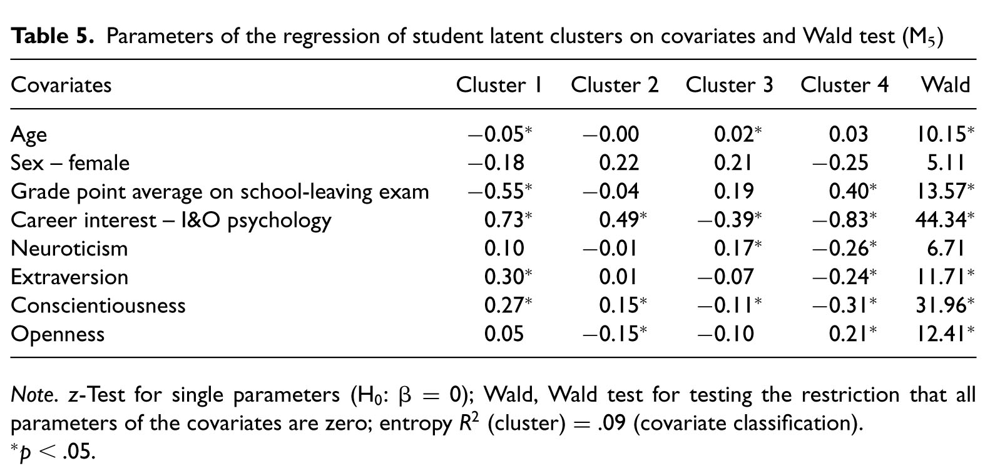 Table 5. Parameters of the regression of student latent clusters on covariates and Wald test (M₅)
Covariates Cluster 1 Cluster 2 Cluster 3 Cluster 4 Wald
Age −0.05* −0.00 0.02* 0.03 10.15*
Sex – female −0.18 0.22 0.21 −0.25 5.11
Grade point average on school-leaving exam −0.55* −0.04 0.19 0.40* 13.57*
Career interest – I&O psychology 0.73* 0.49* −0.39* −0.83* 44.34*
Neuroticism 0.10 −0.01 0.17* −0.26* 6.71
Extraversion 0.30* 0.01 −0.07 −0.24* 11.71*
Conscientiousness 0.27* 0.15* −0.11* −0.31* 31.96*
Openness 0.05 −0.15* −0.10 0.21* 12.41*
Note. z-Test for single parameters (H₀: β = 0); Wald, Wald test for testing the restriction that all
parameters of the covariates are zero; entropy R² (cluster) = .09 (covariate classification).
*p < .05.